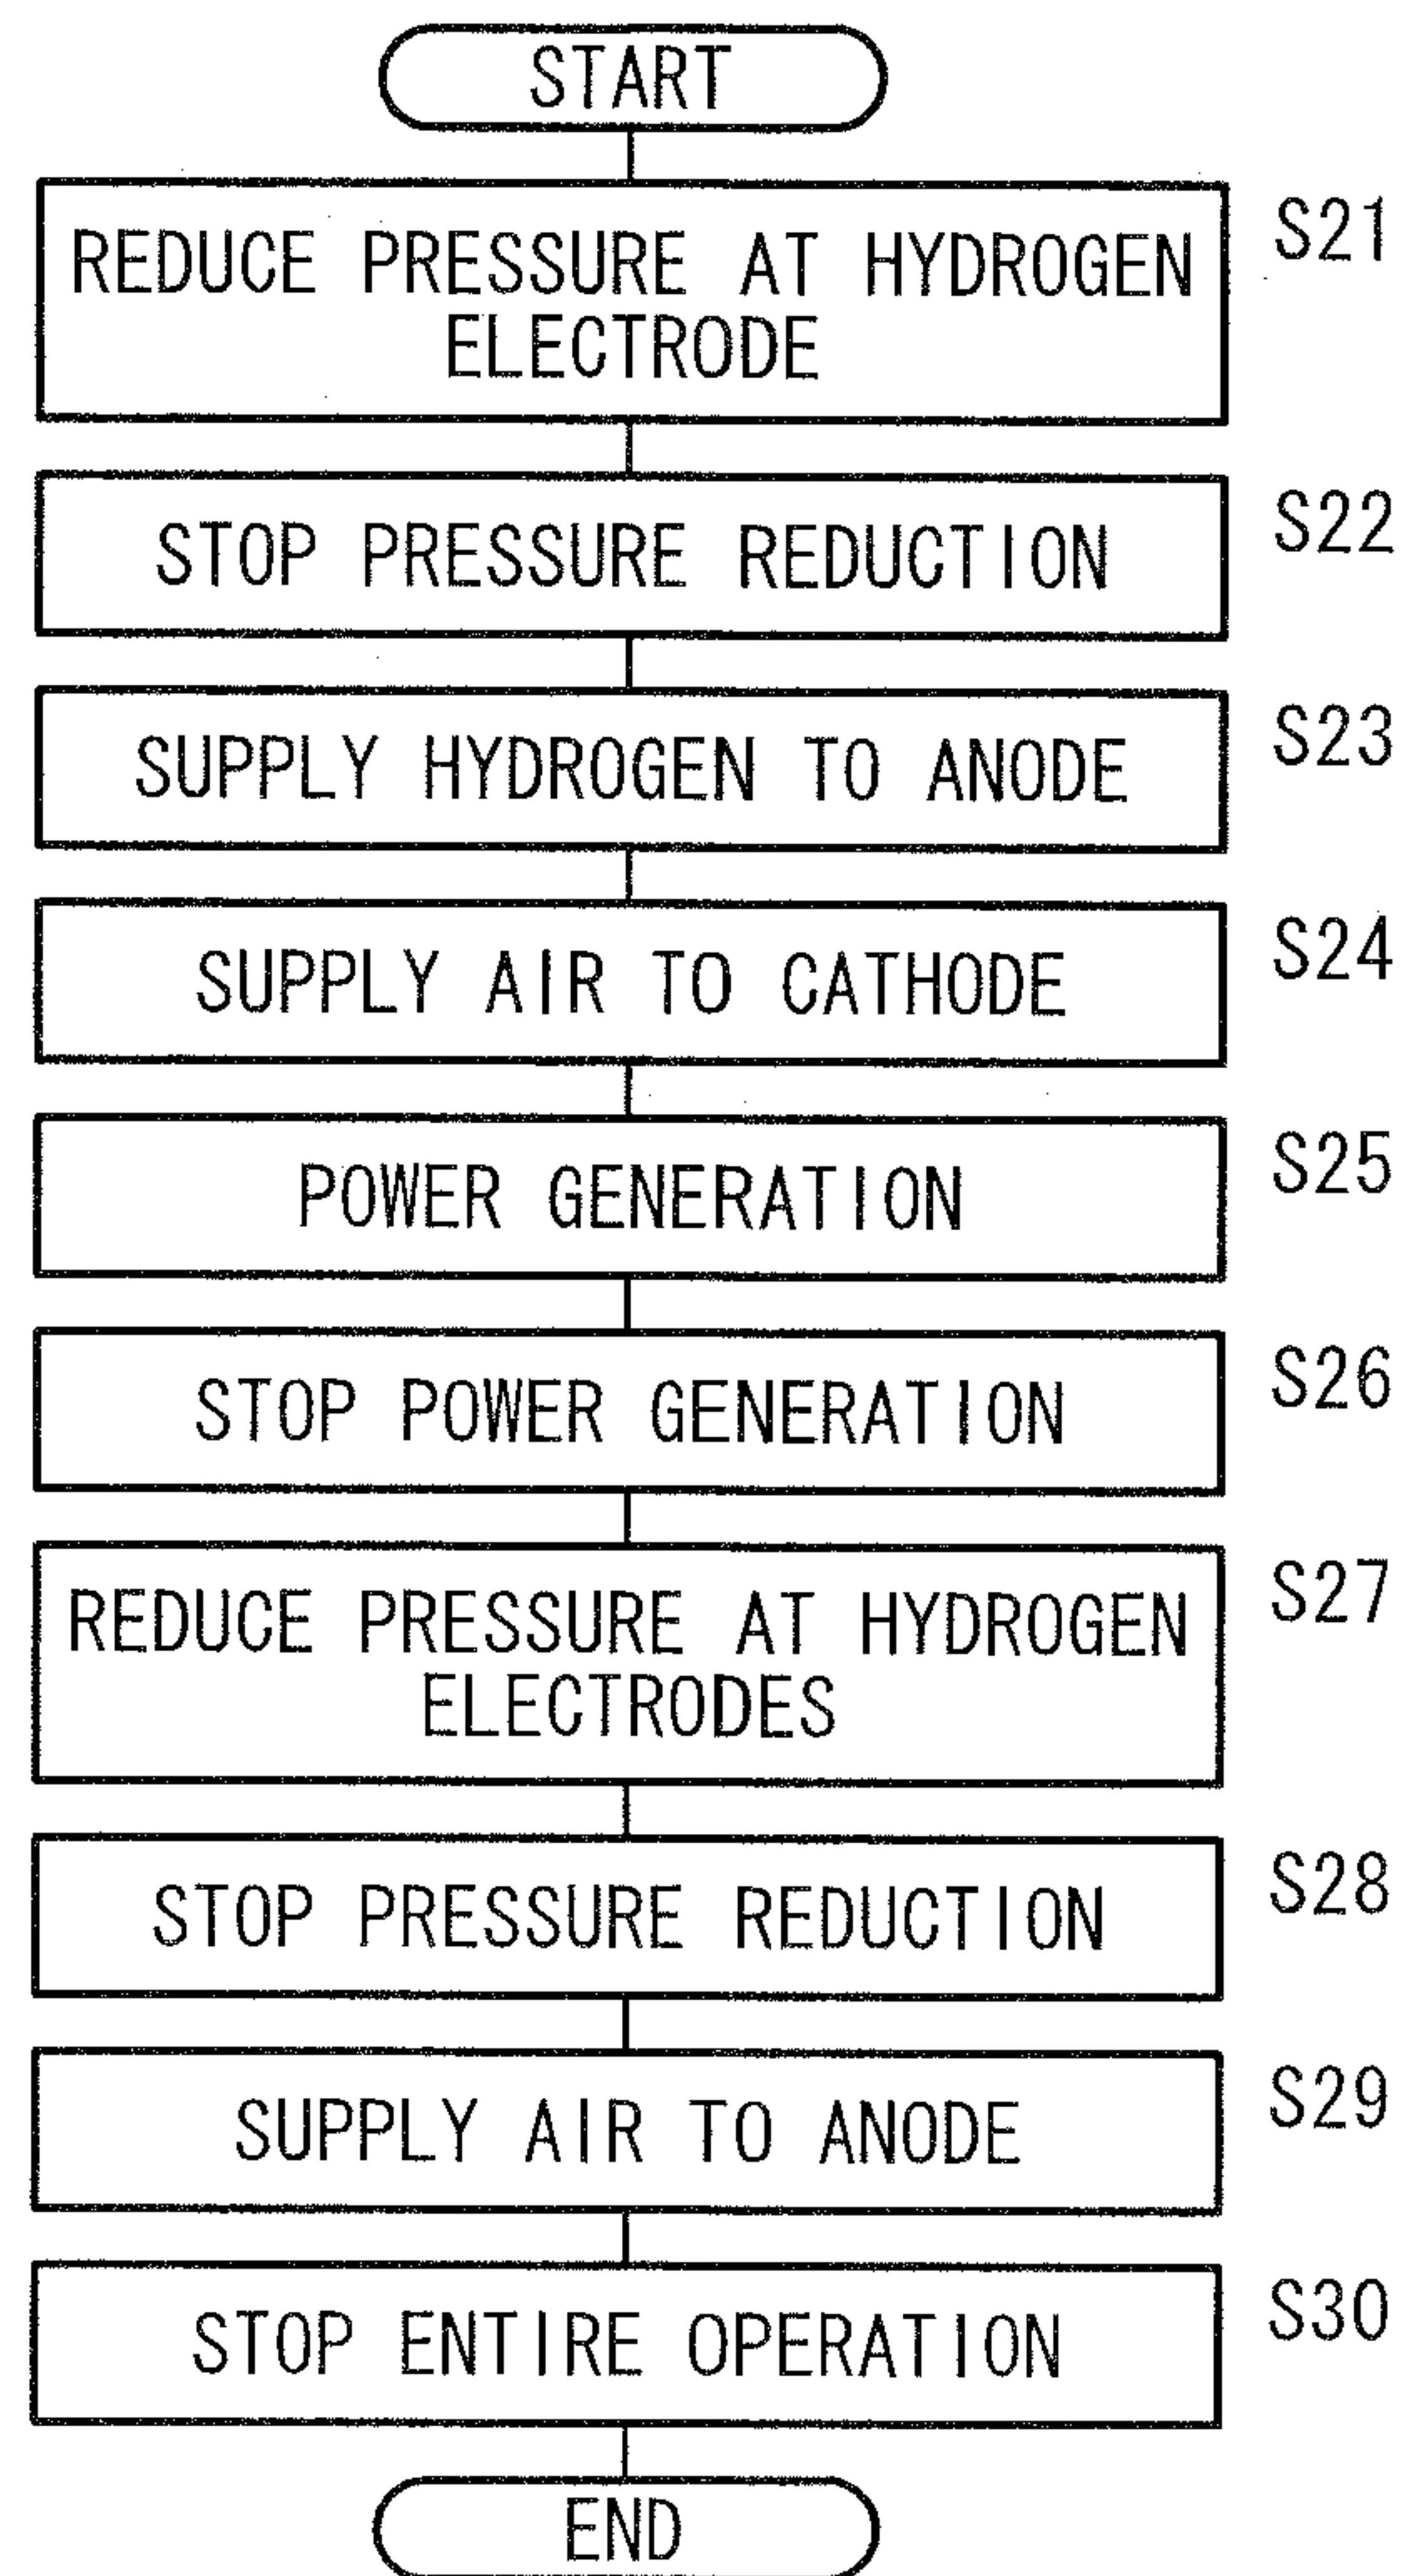 START
REDUCE PRESSURE AT HYDROGEN
ELECTRODE
S21
STOP PRESSURE REDUCTION
S22
SUPPLY HYDROGEN TO ANODE
S23
SUPPLY AIR TO CATHODE
S24
POWER GENERATION
S25
STOP POWER GENERATION
S26
REDUCE PRESSURE AT HYDROGEN
ELECTRODES
S27
STOP PRESSURE REDUCTION
S28
SUPPLY AIR TO ANODE
S29
STOP ENTIRE OPERATION
S30
END